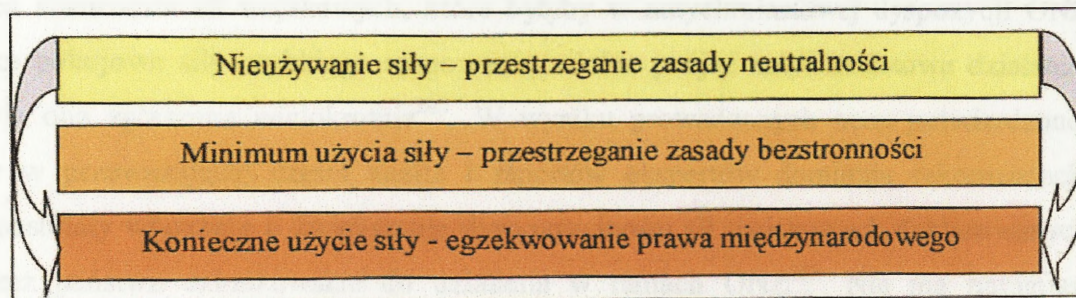 Nieużywanie siły – przestrzeganie zasady neutralności
Minimum użycia siły – przestrzeganie zasady bezstronności
Konieczne użycie siły - egzekwowanie prawa międzynarodowego